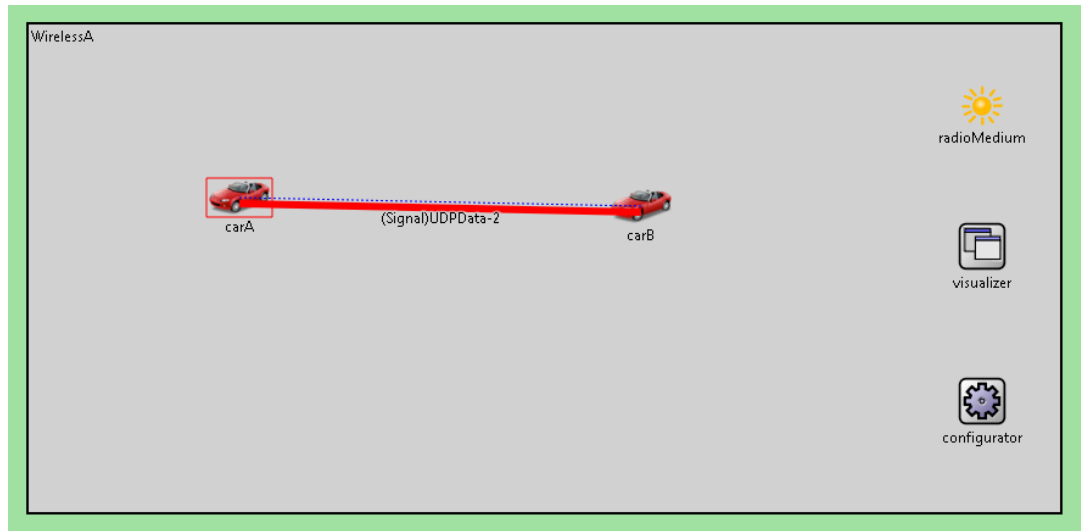 WirelessA
radioMedium
(Signal)UDPData-2
carA
carB
visualizer
configurator